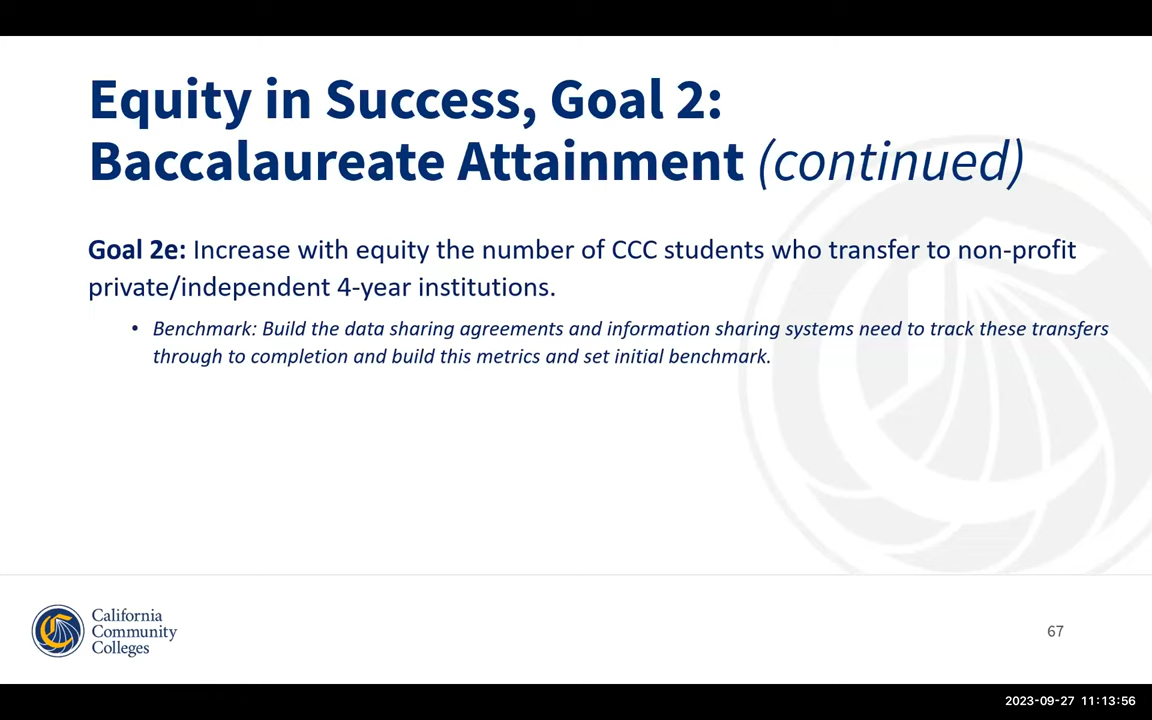 Equity in Success, Goal 2:
Baccalaureate Attainment (continued)
Goal 2e: Increase with equity the number of CCC students who transfer to non-profit
private/independent 4-year institutions.
• Benchmark: Build the data sharing agreements and information sharing systems need to track these transfers
through to completion and build this metrics and set initial benchmark.
California
Community
Colleges
67
2023-09-27 11:13:56